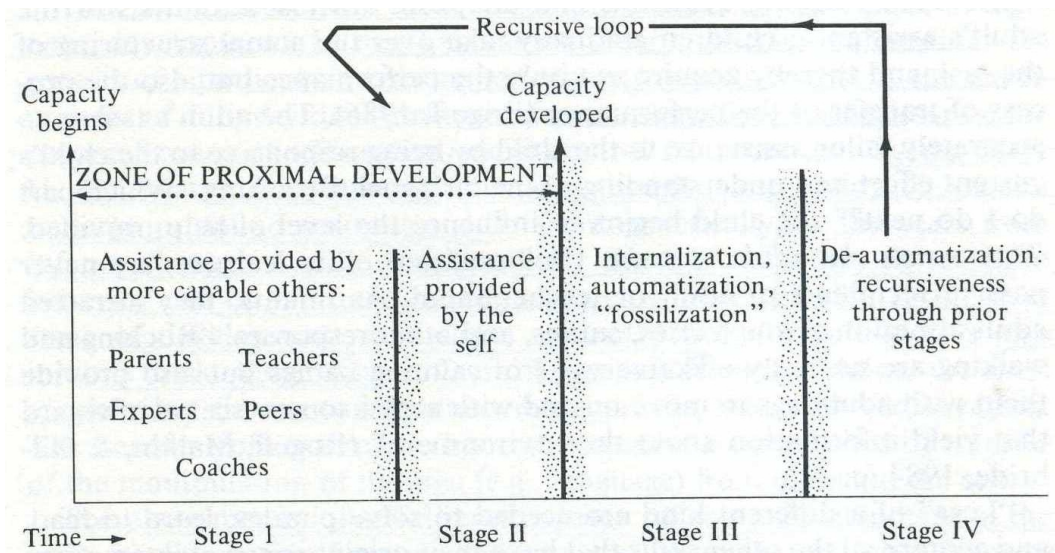 Recursive loop
Capacity
begins
Capacity
developed
ZONE OF PROXIMAL DEVELOPMENT
Assistance provided by
more capable others:
Parents Teachers
Experts Peers
Coaches
Assistance
provided
by the
self
Internalization,
automatization,
“fossilization”
De-automatization:
recursiveness
through prior
stages
Time
Stage I
Stage II
Stage III
Stage IV